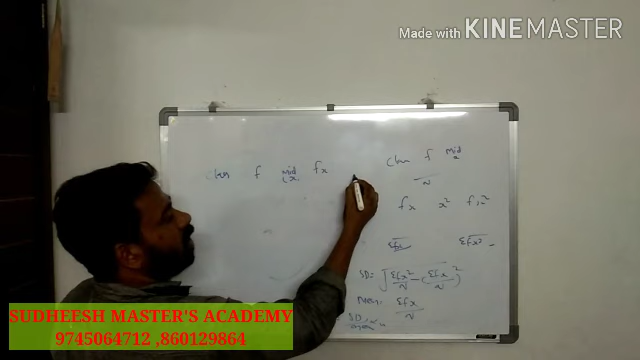 Made with KINEMASTER
class f mid x fx
class f mid x
N
fx x² fx²
Σfx Σfx²
SD = √Σfx²/N - (Σfx/N)²
Mean = Σfx/N
SD
SUDHEESH MASTER'S ACADEMY
9745064712 ,860129864